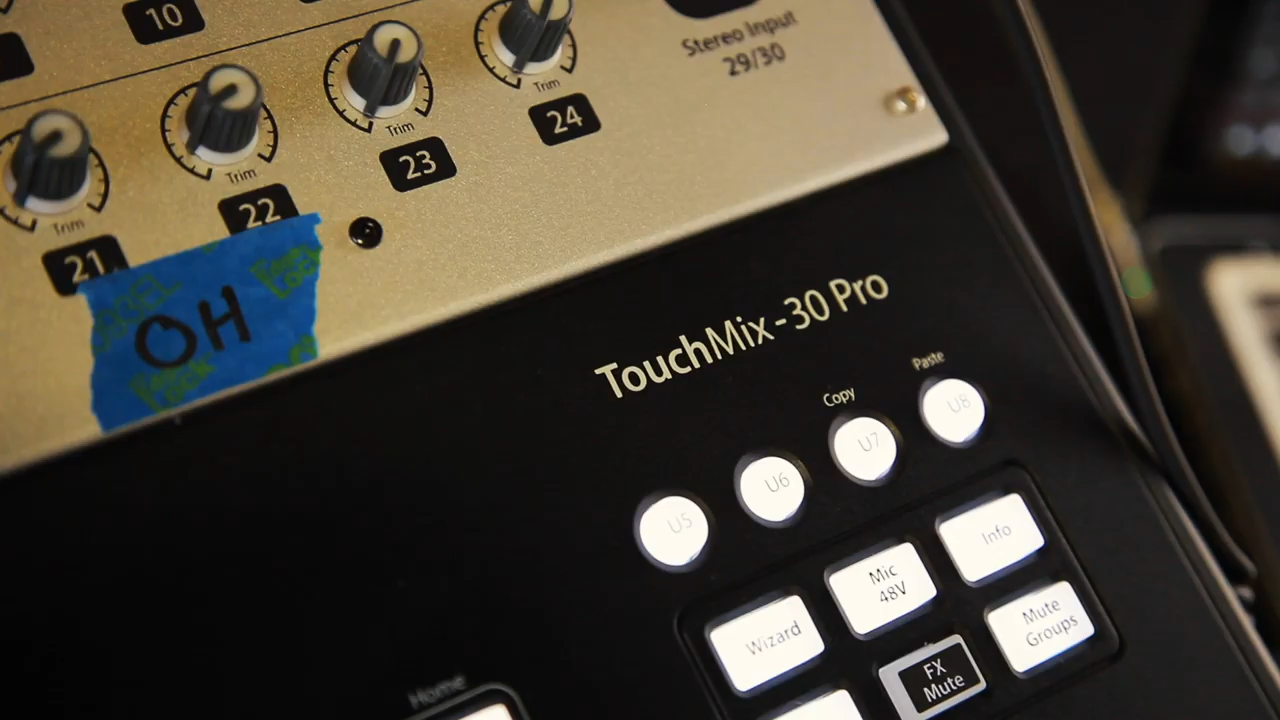 10
Stereo Input
29/30
Trim
24
Trim
23
Trim
22
Trim
21
OH
TouchMix-30 Pro
Copy
Paste
U5
U6
U7
U8
Info
Mic
48V
Wizard
Mute
Groups
FX
Mute
Home